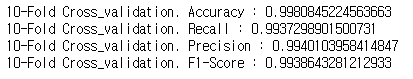 10-Fold Cross_validation. Accuracy : 0.9980845224563663
10-Fold Cross_validation. Recall : 0.9937298901500731
10-Fold Cross_validation. Precision : 0.9940103958414847
10-Fold Cross_validation. F1-Score : 0.9938643281212933